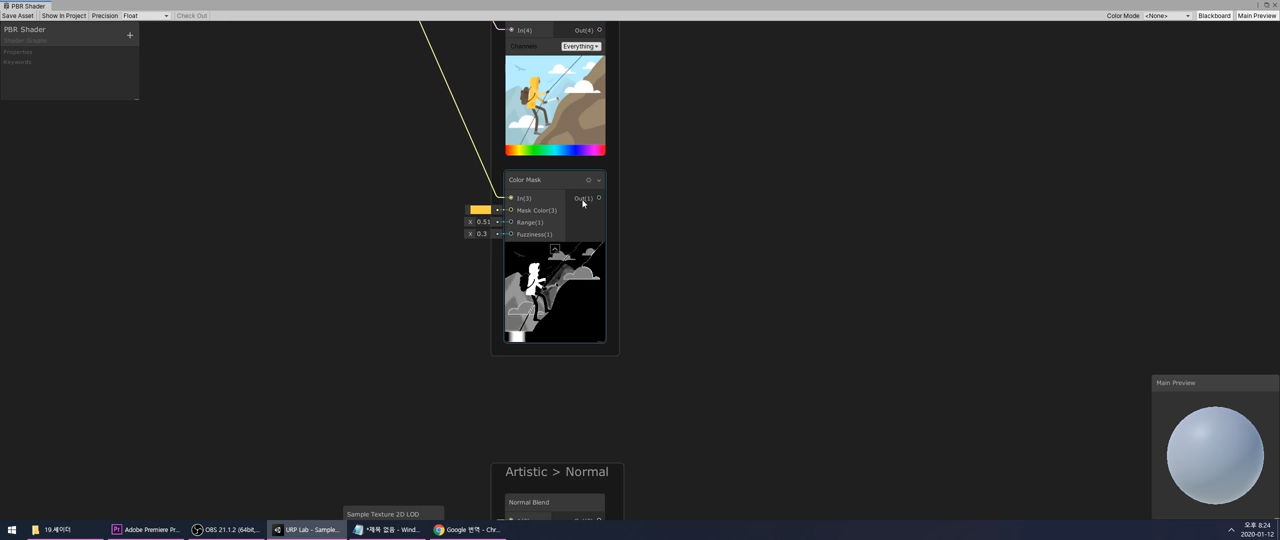 PBR Shader
Save Asset Show In Project Precision Float Check Out Color Mode <None> Blackboard Main Preview
PBR Shader
Shader Graphs
Properties
Keywords
In(4) Out(4)
Channels Everything
Color Mask
In(3) Out(1)
Mask Color(3)
X 0.51 Range(1)
X 0.3 Fuzziness(1)
Main Preview
Artistic > Normal
Normal Blend
Sample Texture 2D LOD
19.셰이더 Adobe Premiere Pr... OBS 21.1.2 (64bit,... URP Lab - Sample... *제목 없음 - Wind... Google 번역 - Chr...
오후 8:24
2020-01-12